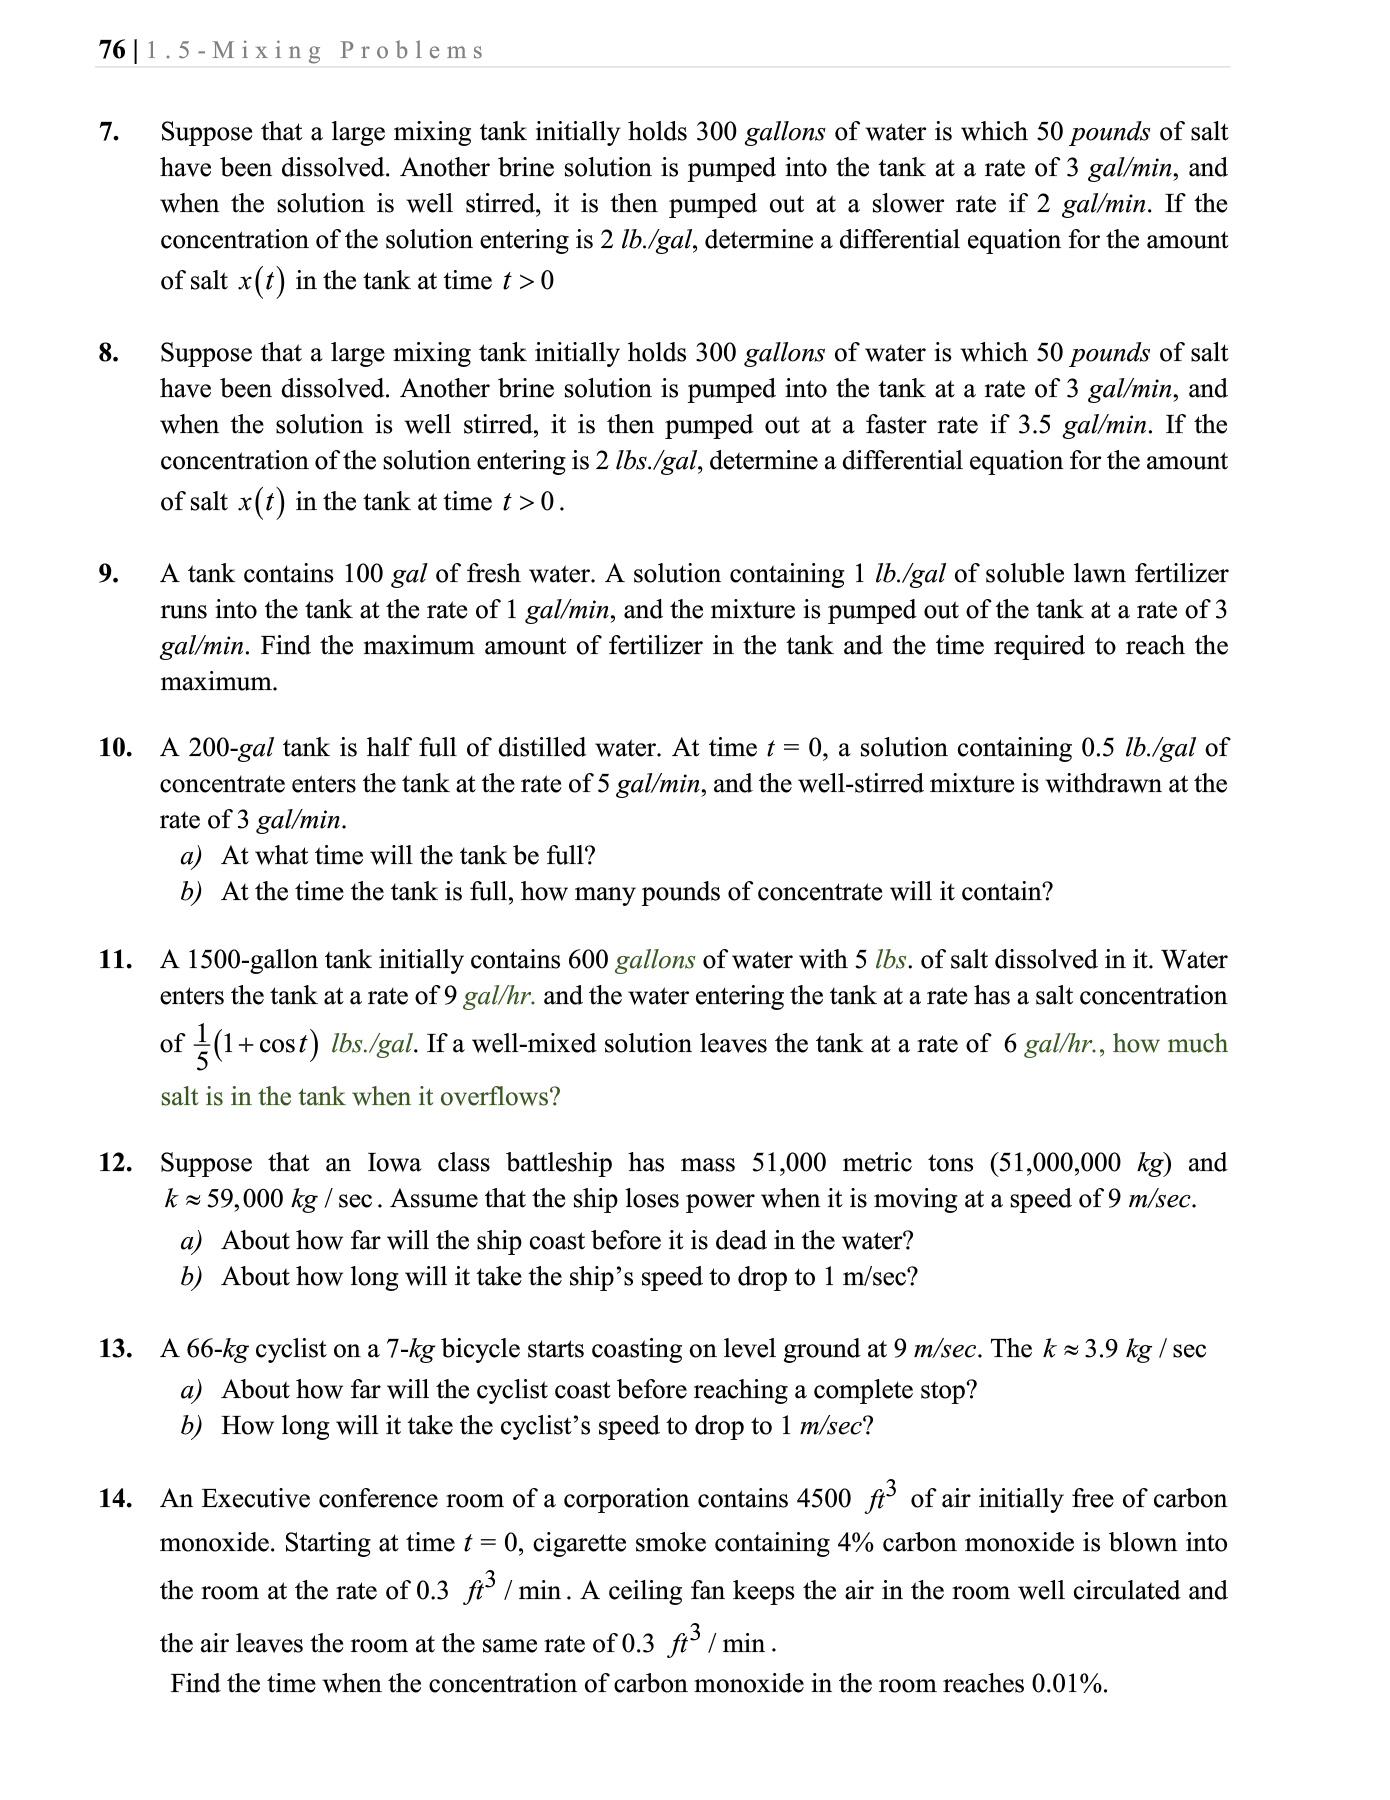 76 | 1.5-Mixing Problems
7. Suppose that a large mixing tank initially holds 300 gallons of water is which 50 pounds of salt
have been dissolved. Another brine solution is pumped into the tank at a rate of 3 gal/min, and
when the solution is well stirred, it is then pumped out at a slower rate if 2 gal/min. If the
concentration of the solution entering is 2 lb./gal, determine a differential equation for the amount
of salt x(t) in the tank at time t > 0
8. Suppose that a large mixing tank initially holds 300 gallons of water is which 50 pounds of salt
have been dissolved. Another brine solution is pumped into the tank at a rate of 3 gal/min, and
when the solution is well stirred, it is then pumped out at a faster rate if 3.5 gal/min. If the
concentration of the solution entering is 2 lbs./gal, determine a differential equation for the amount
of salt x(t) in the tank at time t > 0.
9. A tank contains 100 gal of fresh water. A solution containing 1 lb./gal of soluble lawn fertilizer
runs into the tank at the rate of 1 gal/min, and the mixture is pumped out of the tank at a rate of 3
gal/min. Find the maximum amount of fertilizer in the tank and the time required to reach the
maximum.
10. A 200-gal tank is half full of distilled water. At time t = 0, a solution containing 0.5 lb./gal of
concentrate enters the tank at the rate of 5 gal/min, and the well-stirred mixture is withdrawn at the
rate of 3 gal/min.
a) At what time will the tank be full?
b) At the time the tank is full, how many pounds of concentrate will it contain?
11. A 1500-gallon tank initially contains 600 gallons of water with 5 lbs. of salt dissolved in it. Water
enters the tank at a rate of 9 gal/hr. and the water entering the tank at a rate has a salt concentration
of 1/5(1 + cos t) lbs./gal. If a well-mixed solution leaves the tank at a rate of 6 gal/hr., how much
salt is in the tank when it overflows?
12. Suppose that an Iowa class battleship has mass 51,000 metric tons (51,000,000 kg) and
k ≈ 59,000 kg / sec. Assume that the ship loses power when it is moving at a speed of 9 m/sec.
a) About how far will the ship coast before it is dead in the water?
b) About how long will it take the ship’s speed to drop to 1 m/sec?
13. A 66-kg cyclist on a 7-kg bicycle starts coasting on level ground at 9 m/sec. The k ≈ 3.9 kg / sec
a) About how far will the cyclist coast before reaching a complete stop?
b) How long will it take the cyclist’s speed to drop to 1 m/sec?
14. An Executive conference room of a corporation contains 4500 ft³ of air initially free of carbon
monoxide. Starting at time t = 0, cigarette smoke containing 4% carbon monoxide is blown into
the room at the rate of 0.3 ft³ / min. A ceiling fan keeps the air in the room well circulated and
the air leaves the room at the same rate of 0.3 ft³ / min.
Find the time when the concentration of carbon monoxide in the room reaches 0.01%.